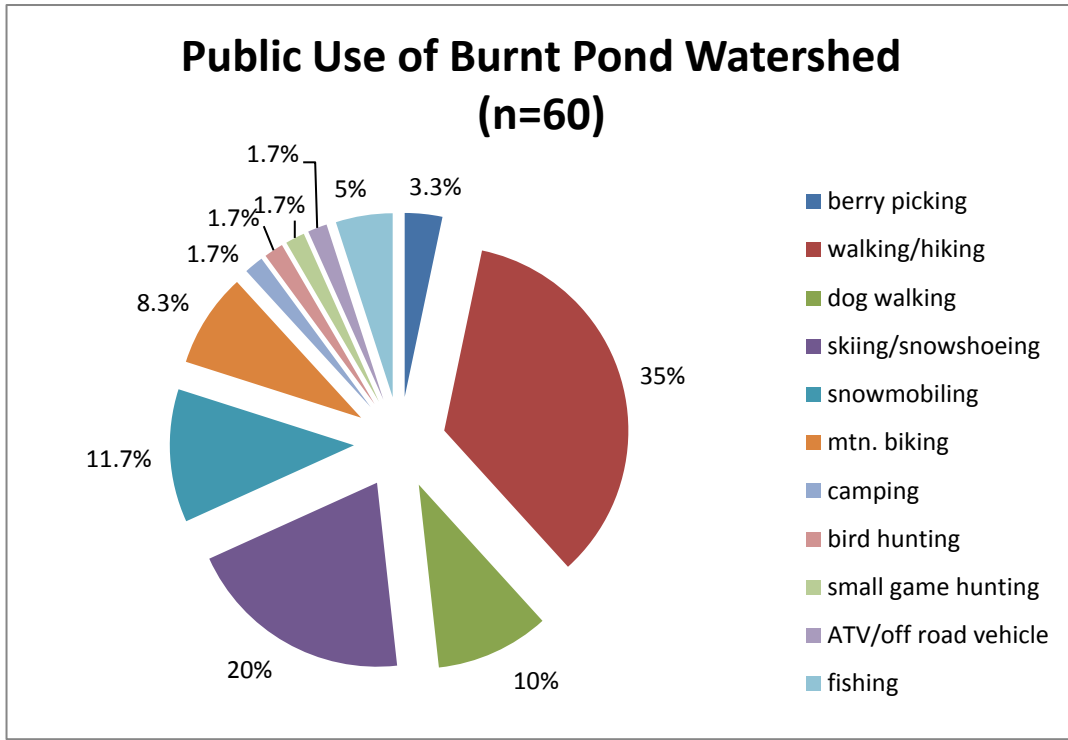 Public Use of Burnt Pond Watershed
(n=60)
1.7%
5%
3.3%
1.7%
1.7%
1.7%
8.3%
35%
11.7%
20%
10%
berry picking
walking/hiking
dog walking
skiing/snowshoeing
snowmobiling
mtn. biking
camping
bird hunting
small game hunting
ATV/off road vehicle
fishing